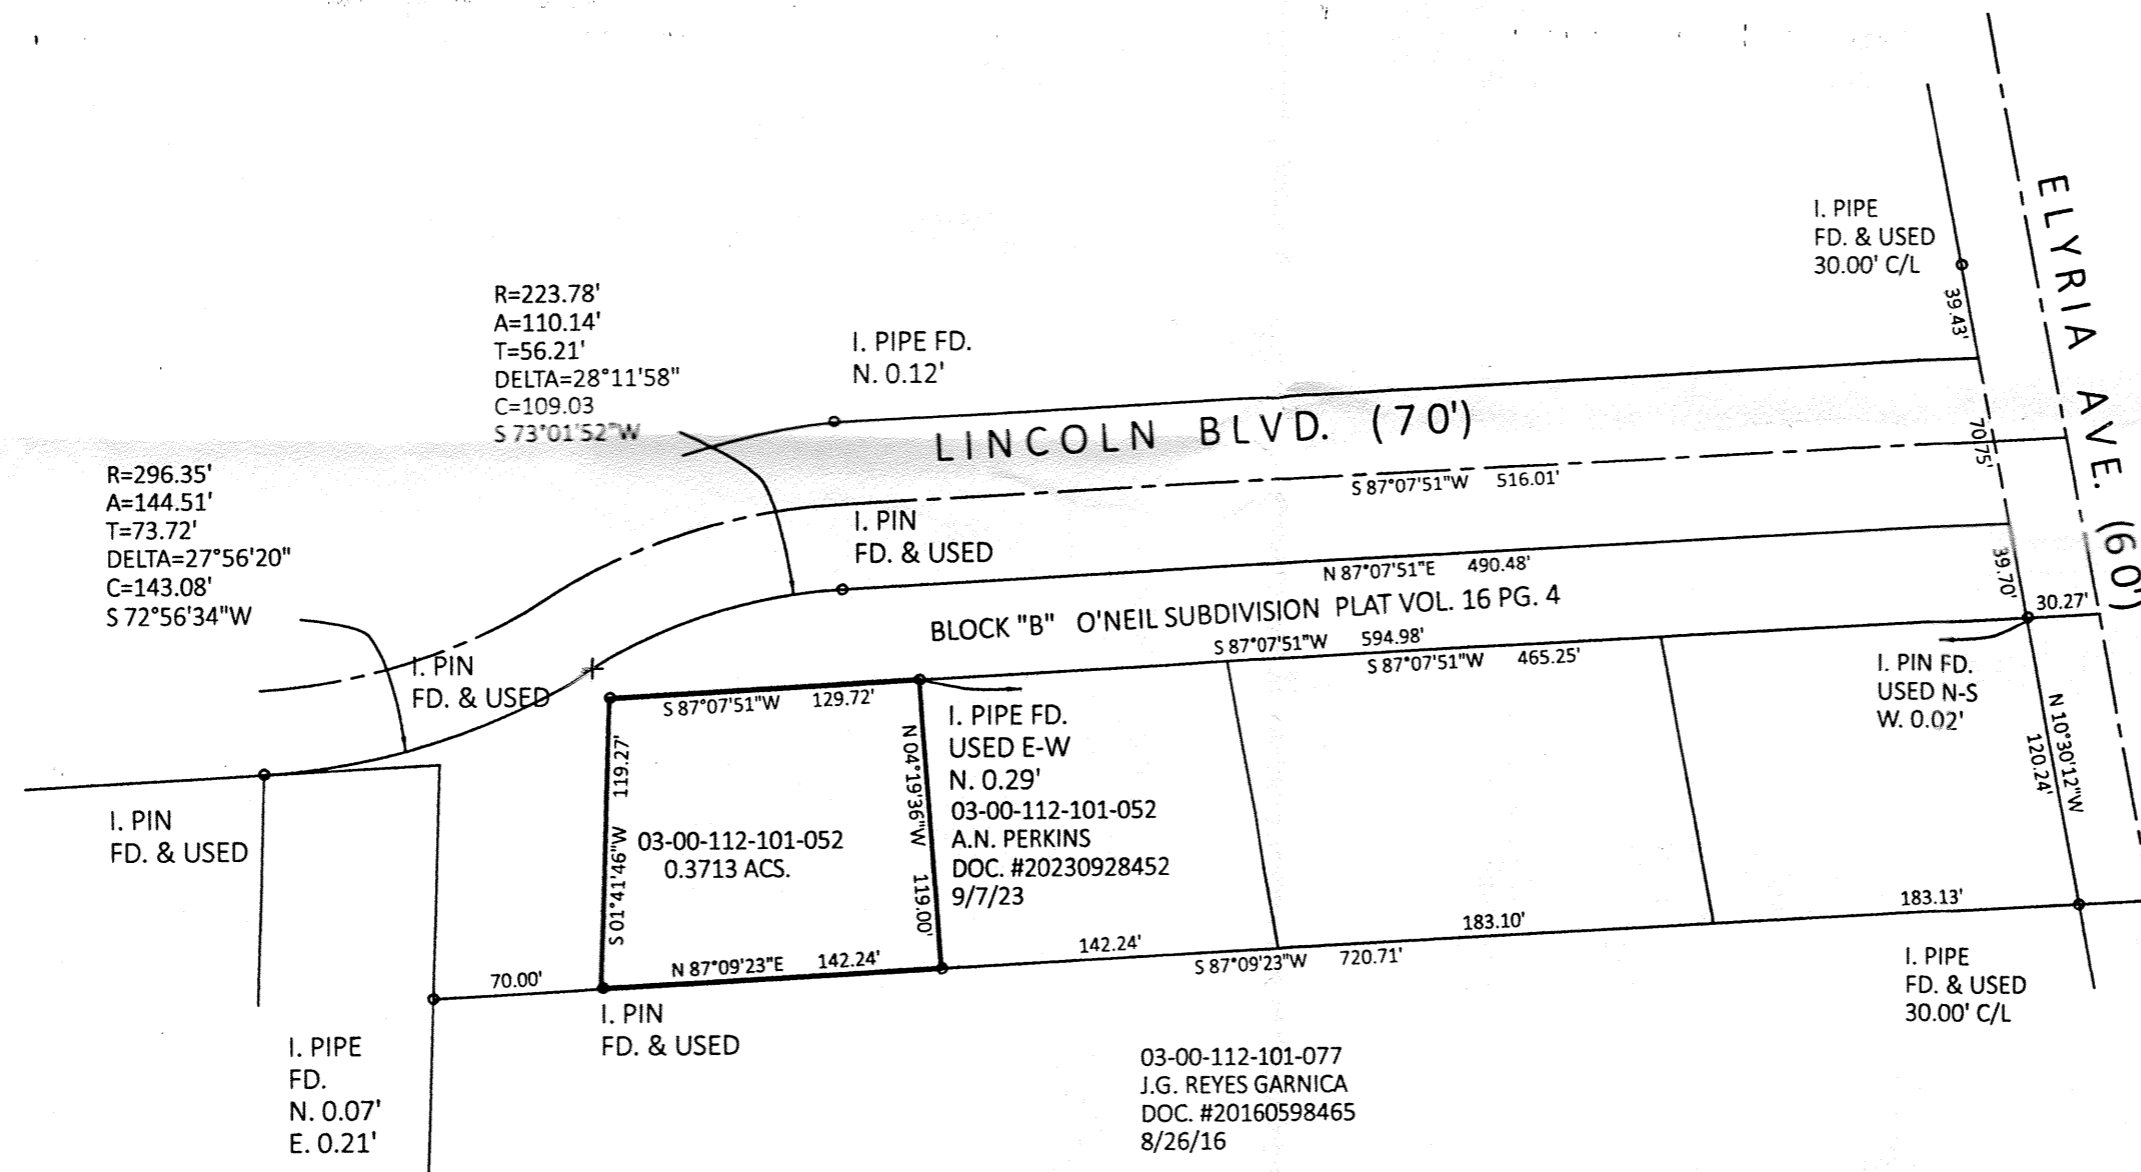 I. PIPE
FD. & USED
30.00' C/L
ELYRIA AVE. (60')
39.43'
R=223.78'
A=110.14'
T=56.21'
DELTA=28°11'58"
C=109.03
S 73°01'52"W
I. PIPE FD.
N. 0.12'
LINCOLN BLVD. (70')
70.75'
S 87°07'51"W 516.01'
R=296.35'
A=144.51'
T=73.72'
DELTA=27°56'20"
C=143.08'
S 72°56'34"W
I. PIN
FD. & USED
N 87°07'51"E 490.48'
39.70'
30.27'
BLOCK "B" O'NEIL SUBDIVISION PLAT VOL. 16 PG. 4
S 87°07'51"W 594.98'
S 87°07'51"W 465.25'
I. PIN
FD. & USED
S 87°07'51"W 129.72'
I. PIPE FD.
USED E-W
N. 0.29'
03-00-112-101-052
A.N. PERKINS
DOC. #20230928452
9/7/23
I. PIN FD.
USED N-S
W. 0.02'
N 10°30'12"W
120.24'
I. PIN
FD. & USED
S 01°41'46"W 119.27'
03-00-112-101-052
0.3713 ACS.
N 04°19'36"W 119.00'
70.00'
N 87°09'23"E 142.24'
142.24'
S 87°09'23"W 720.71'
183.10'
183.13'
I. PIN
FD. & USED
I. PIPE
FD. & USED
30.00' C/L
I. PIPE
FD.
N. 0.07'
E. 0.21'
03-00-112-101-077
J.G. REYES GARNICA
DOC. #20160598465
8/26/16